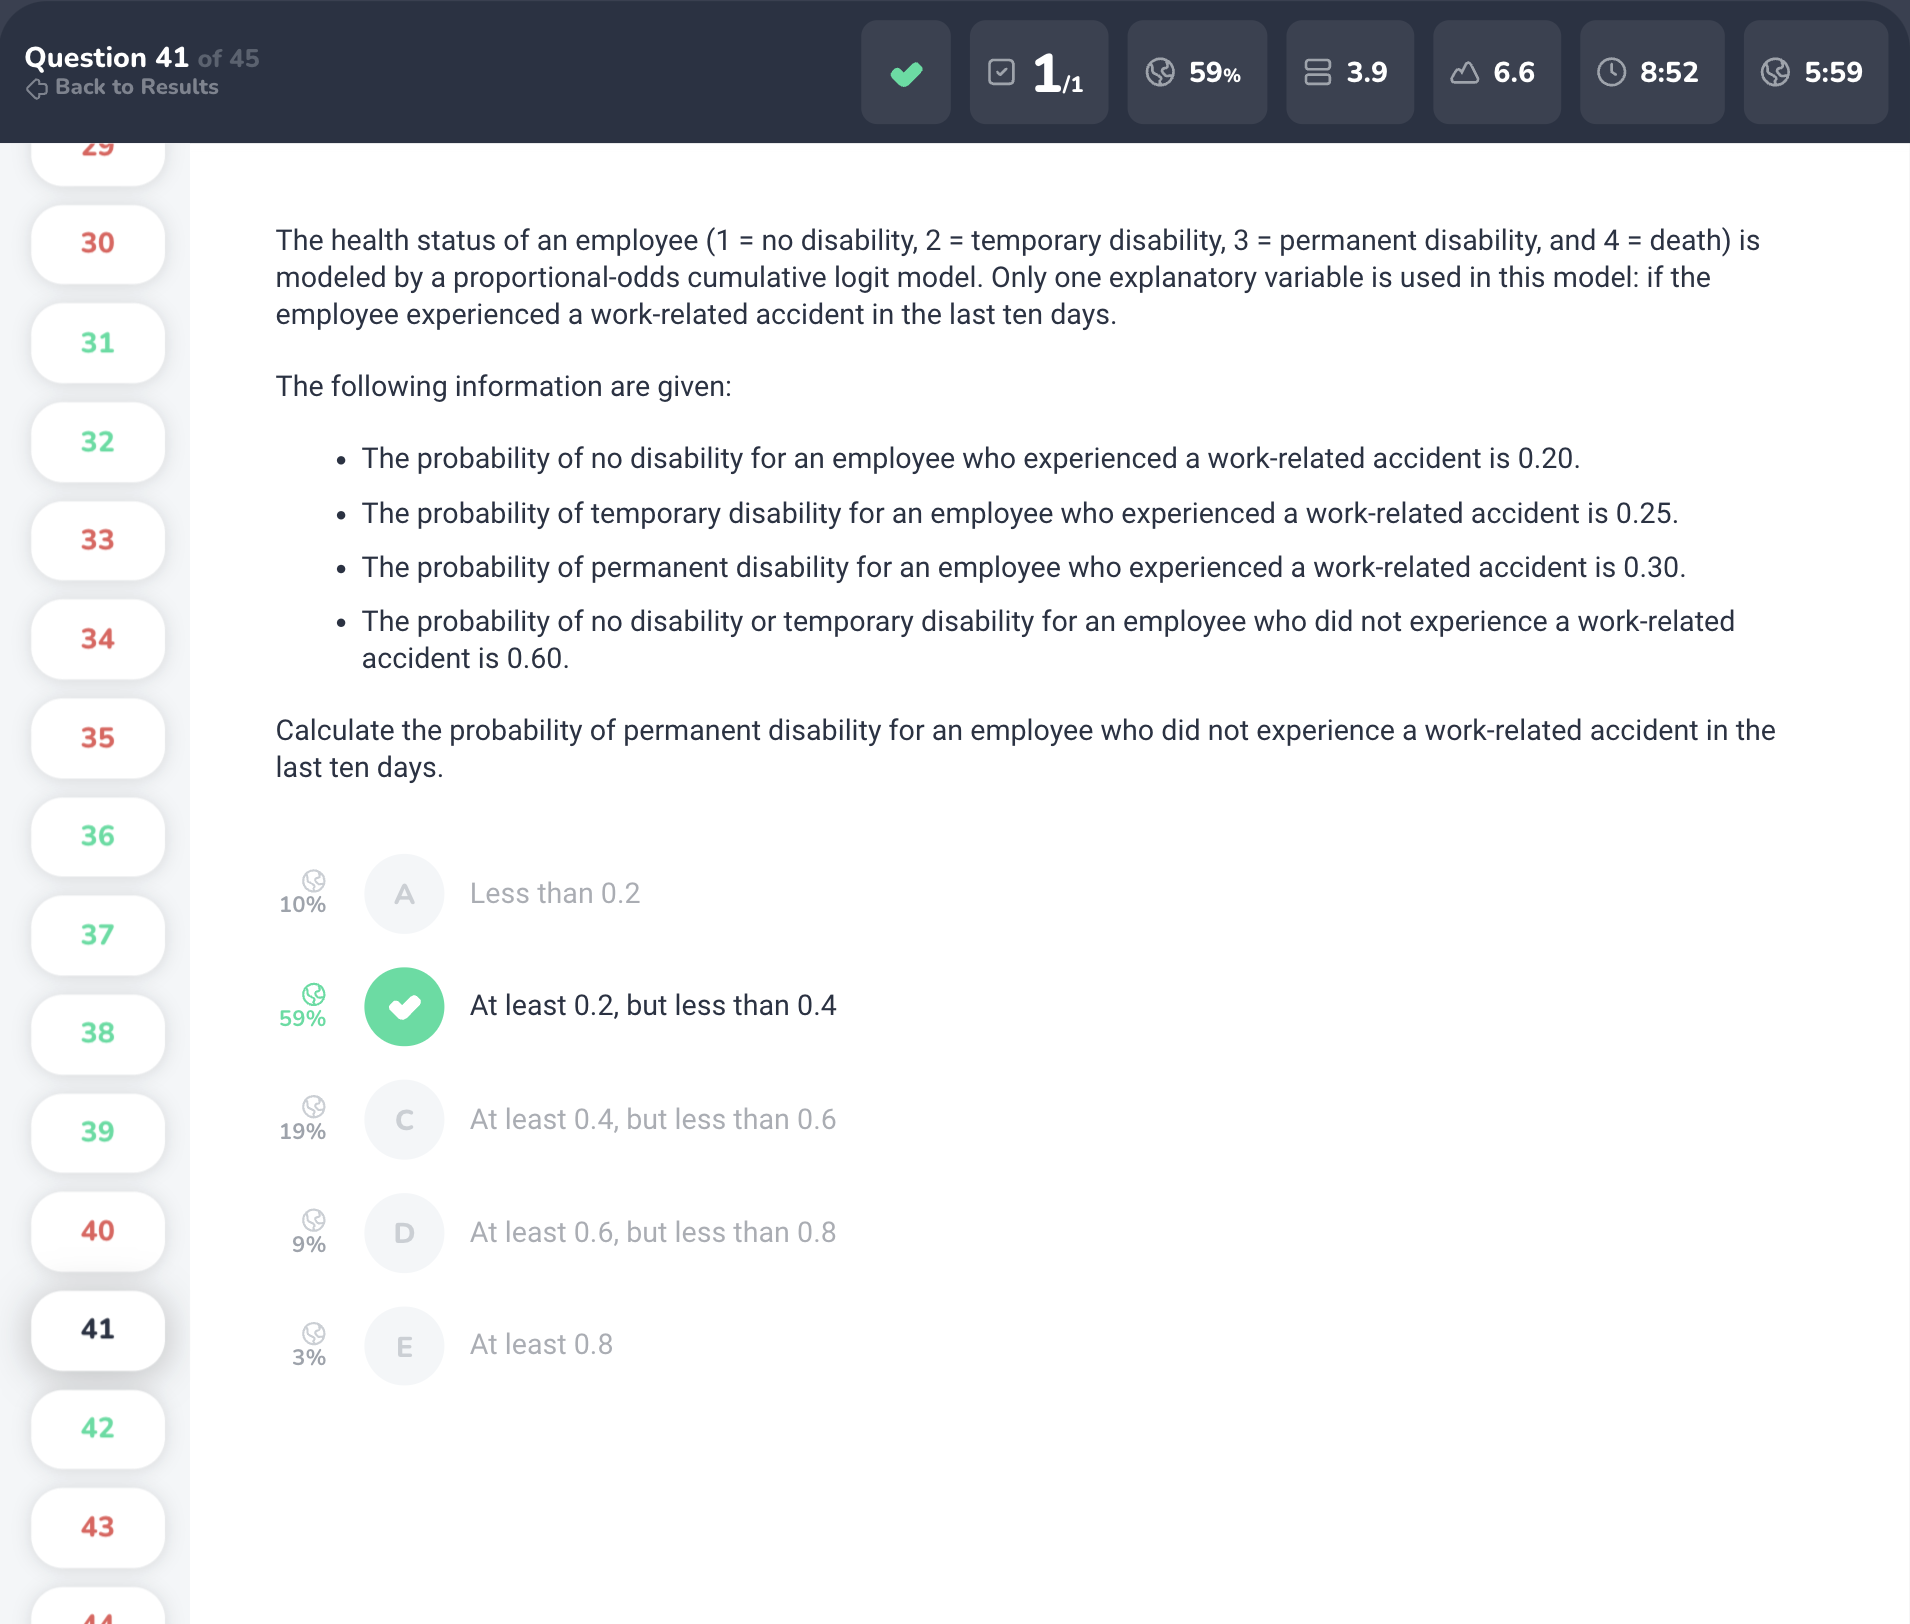 Question 41 of 45
Back to Results
1/1
59%
3.9
6.6
8:52
5:59
29
30
31
32
33
34
35
36
37
38
39
40
41
42
43
44
The health status of an employee (1 = no disability, 2 = temporary disability, 3 = permanent disability, and 4 = death) is
modeled by a proportional-odds cumulative logit model. Only one explanatory variable is used in this model: if the
employee experienced a work-related accident in the last ten days.
The following information are given:
• The probability of no disability for an employee who experienced a work-related accident is 0.20.
• The probability of temporary disability for an employee who experienced a work-related accident is 0.25.
• The probability of permanent disability for an employee who experienced a work-related accident is 0.30.
• The probability of no disability or temporary disability for an employee who did not experience a work-related
accident is 0.60.
Calculate the probability of permanent disability for an employee who did not experience a work-related accident in the
last ten days.
10% A Less than 0.2
59% At least 0.2, but less than 0.4
19% C At least 0.4, but less than 0.6
9% D At least 0.6, but less than 0.8
3% E At least 0.8